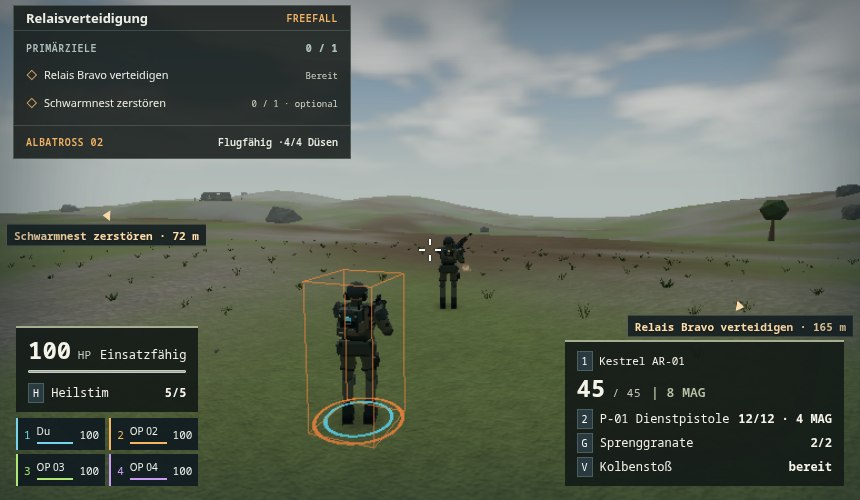 Relaisverteidigung FREEFALL
PRIMÄRZIELE 0 / 1
Relais Bravo verteidigen Bereit
Schwarmnest zerstören 0 / 1 · optional
ALBATROSS 02 Flugfähig ·4/4 Düsen
Schwarmnest zerstören · 72 m
Relais Bravo verteidigen · 165 m
100 HP Einsatzfähig
H Heilstim 5/5
1 Du 100
2 OP 02 100
3 OP 03 100
4 OP 04 100
1 Kestrel AR-01
45 / 45 | 8 MAG
2 P-01 Dienstpistole 12/12 · 4 MAG
G Sprenggranate 2/2
V Kolbenstoß bereit